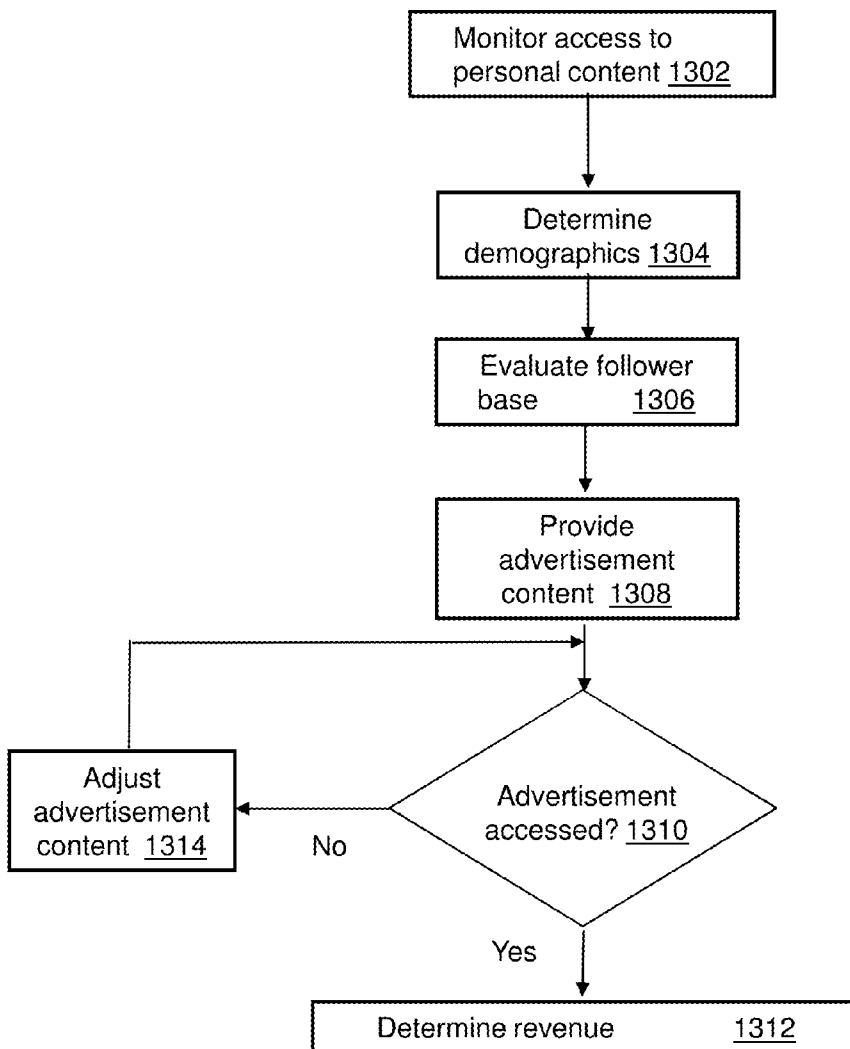 Monitor access to
personal content 1302
Determine
demographics 1304
Evaluate follower
base 1306
Provide
advertisement
content 1308
Adjust
advertisement
content 1314
No
Advertisement
accessed? 1310
Yes
Determine revenue 1312